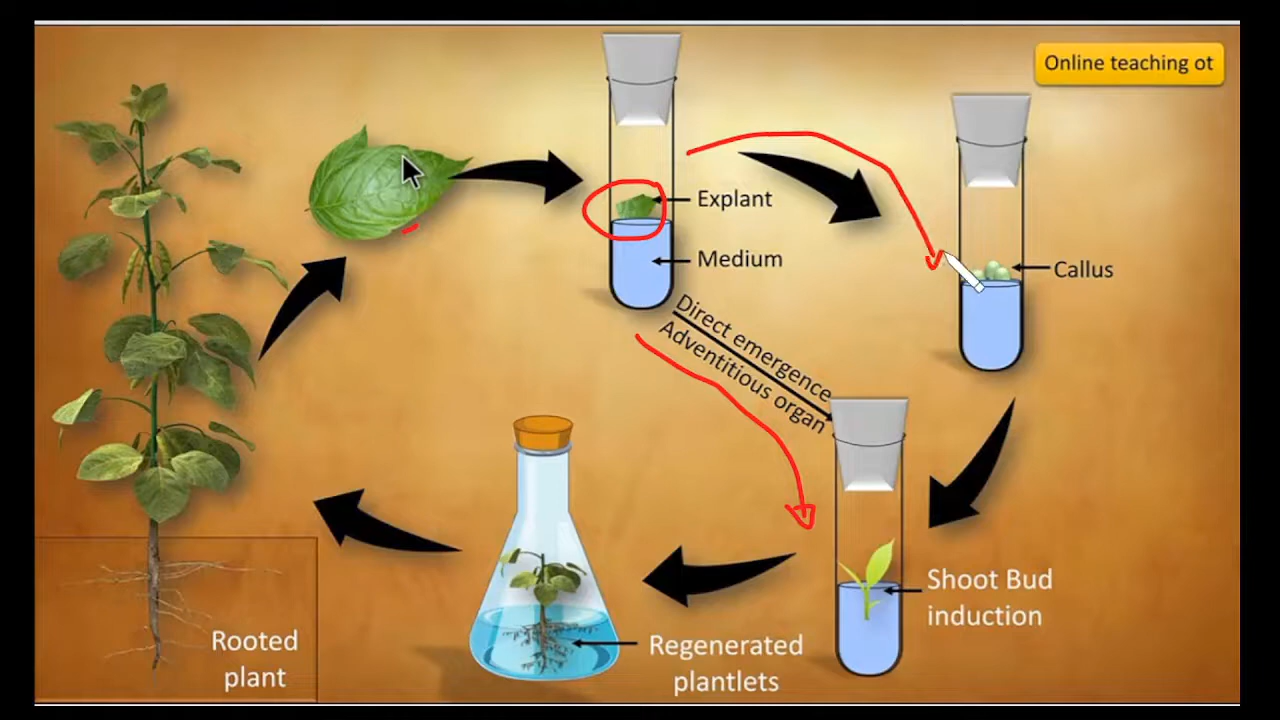 Online teaching ot
Explant
Medium
Callus
Direct emergence
Adventitious organ
Shoot Bud
induction
Regenerated
plantlets
Rooted
plant